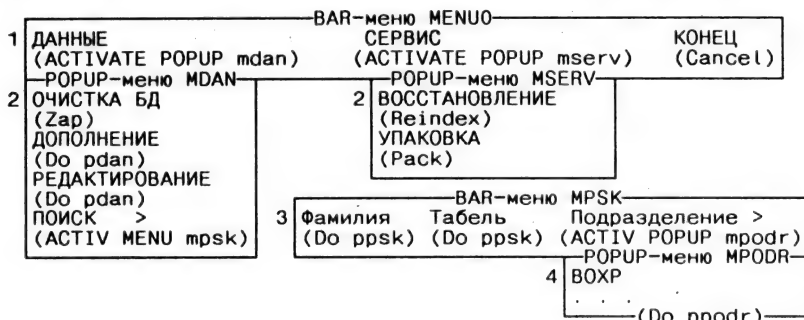 BAR-меню MENU0
1 ДАННЫЕ СЕРВИС КОНЕЦ
(ACTIVATE POPUP mdan) (ACTIVATE POPUP mserv) (Cancel)
POPUP-меню MDAN POPUP-меню MSERV
2 ОЧИСТКА БД 2 ВОССТАНОВЛЕНИЕ
(Zap) (Reindex)
ДОПОЛНЕНИЕ УПАКОВКА
(Do pdan) (Pack)
РЕДАКТИРОВАНИЕ
(Do pdan) BAR-меню MPSK
ПОИСК > 3 Фамилия Табель Подразделение >
(ACTIV MENU mpsk) (Do ppsk) (Do ppsk) (ACTIV POPUP mpodr)
POPUP-меню MPODR
4 ВОХР
. . .
(Do ppodr)